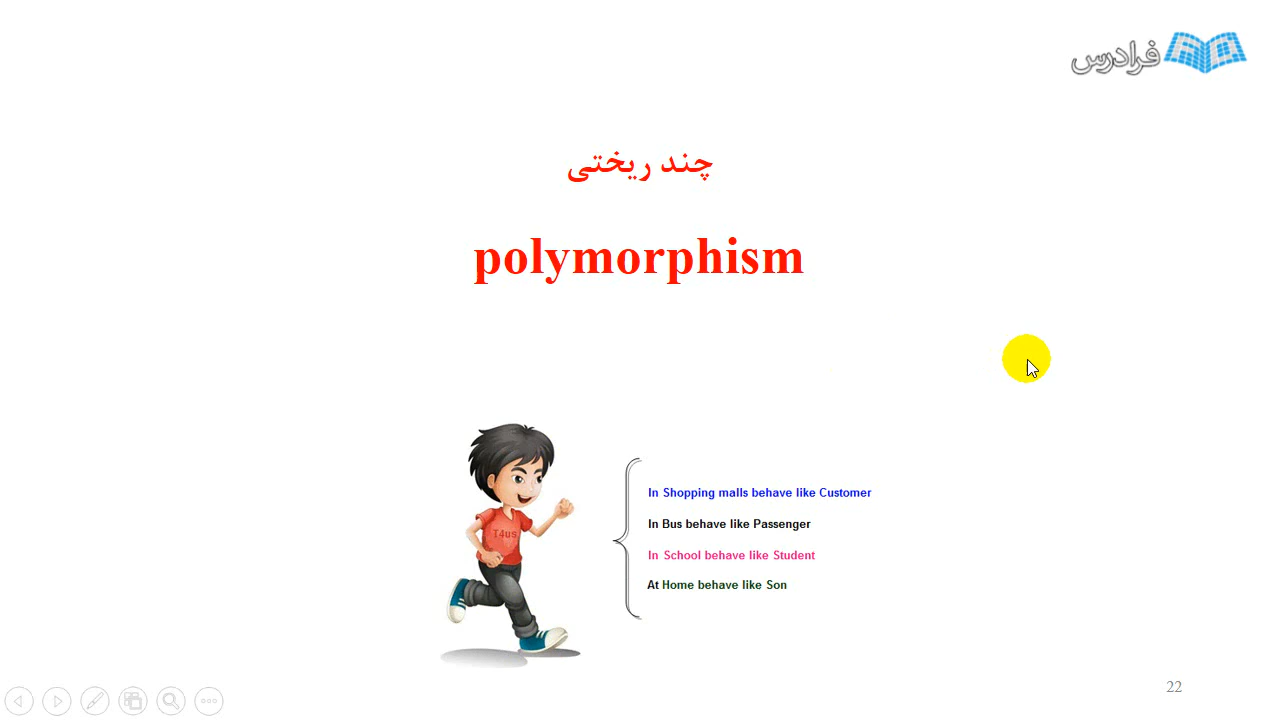 فرادرس
چند ریختی
polymorphism
T4us
In Shopping malls behave like Customer
In Bus behave like Passenger
In School behave like Student
At Home behave like Son
22